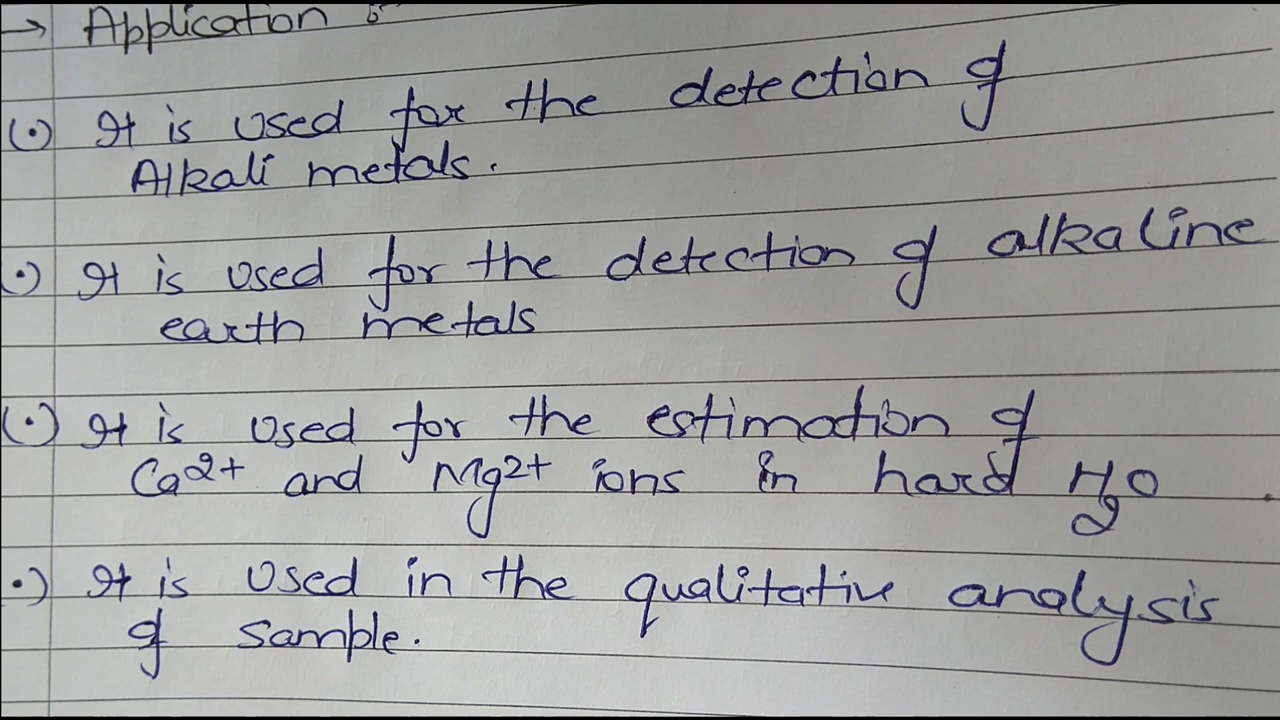 → Application :-
(•) It is used for the detection of
Alkali metals.
(•) It is used for the detection of alkaline
earth metals
(•) It is used for the estimation of
Ca2+ and Mg2+ ions in hard H2O
•) It is used in the qualitative analysis
of sample.